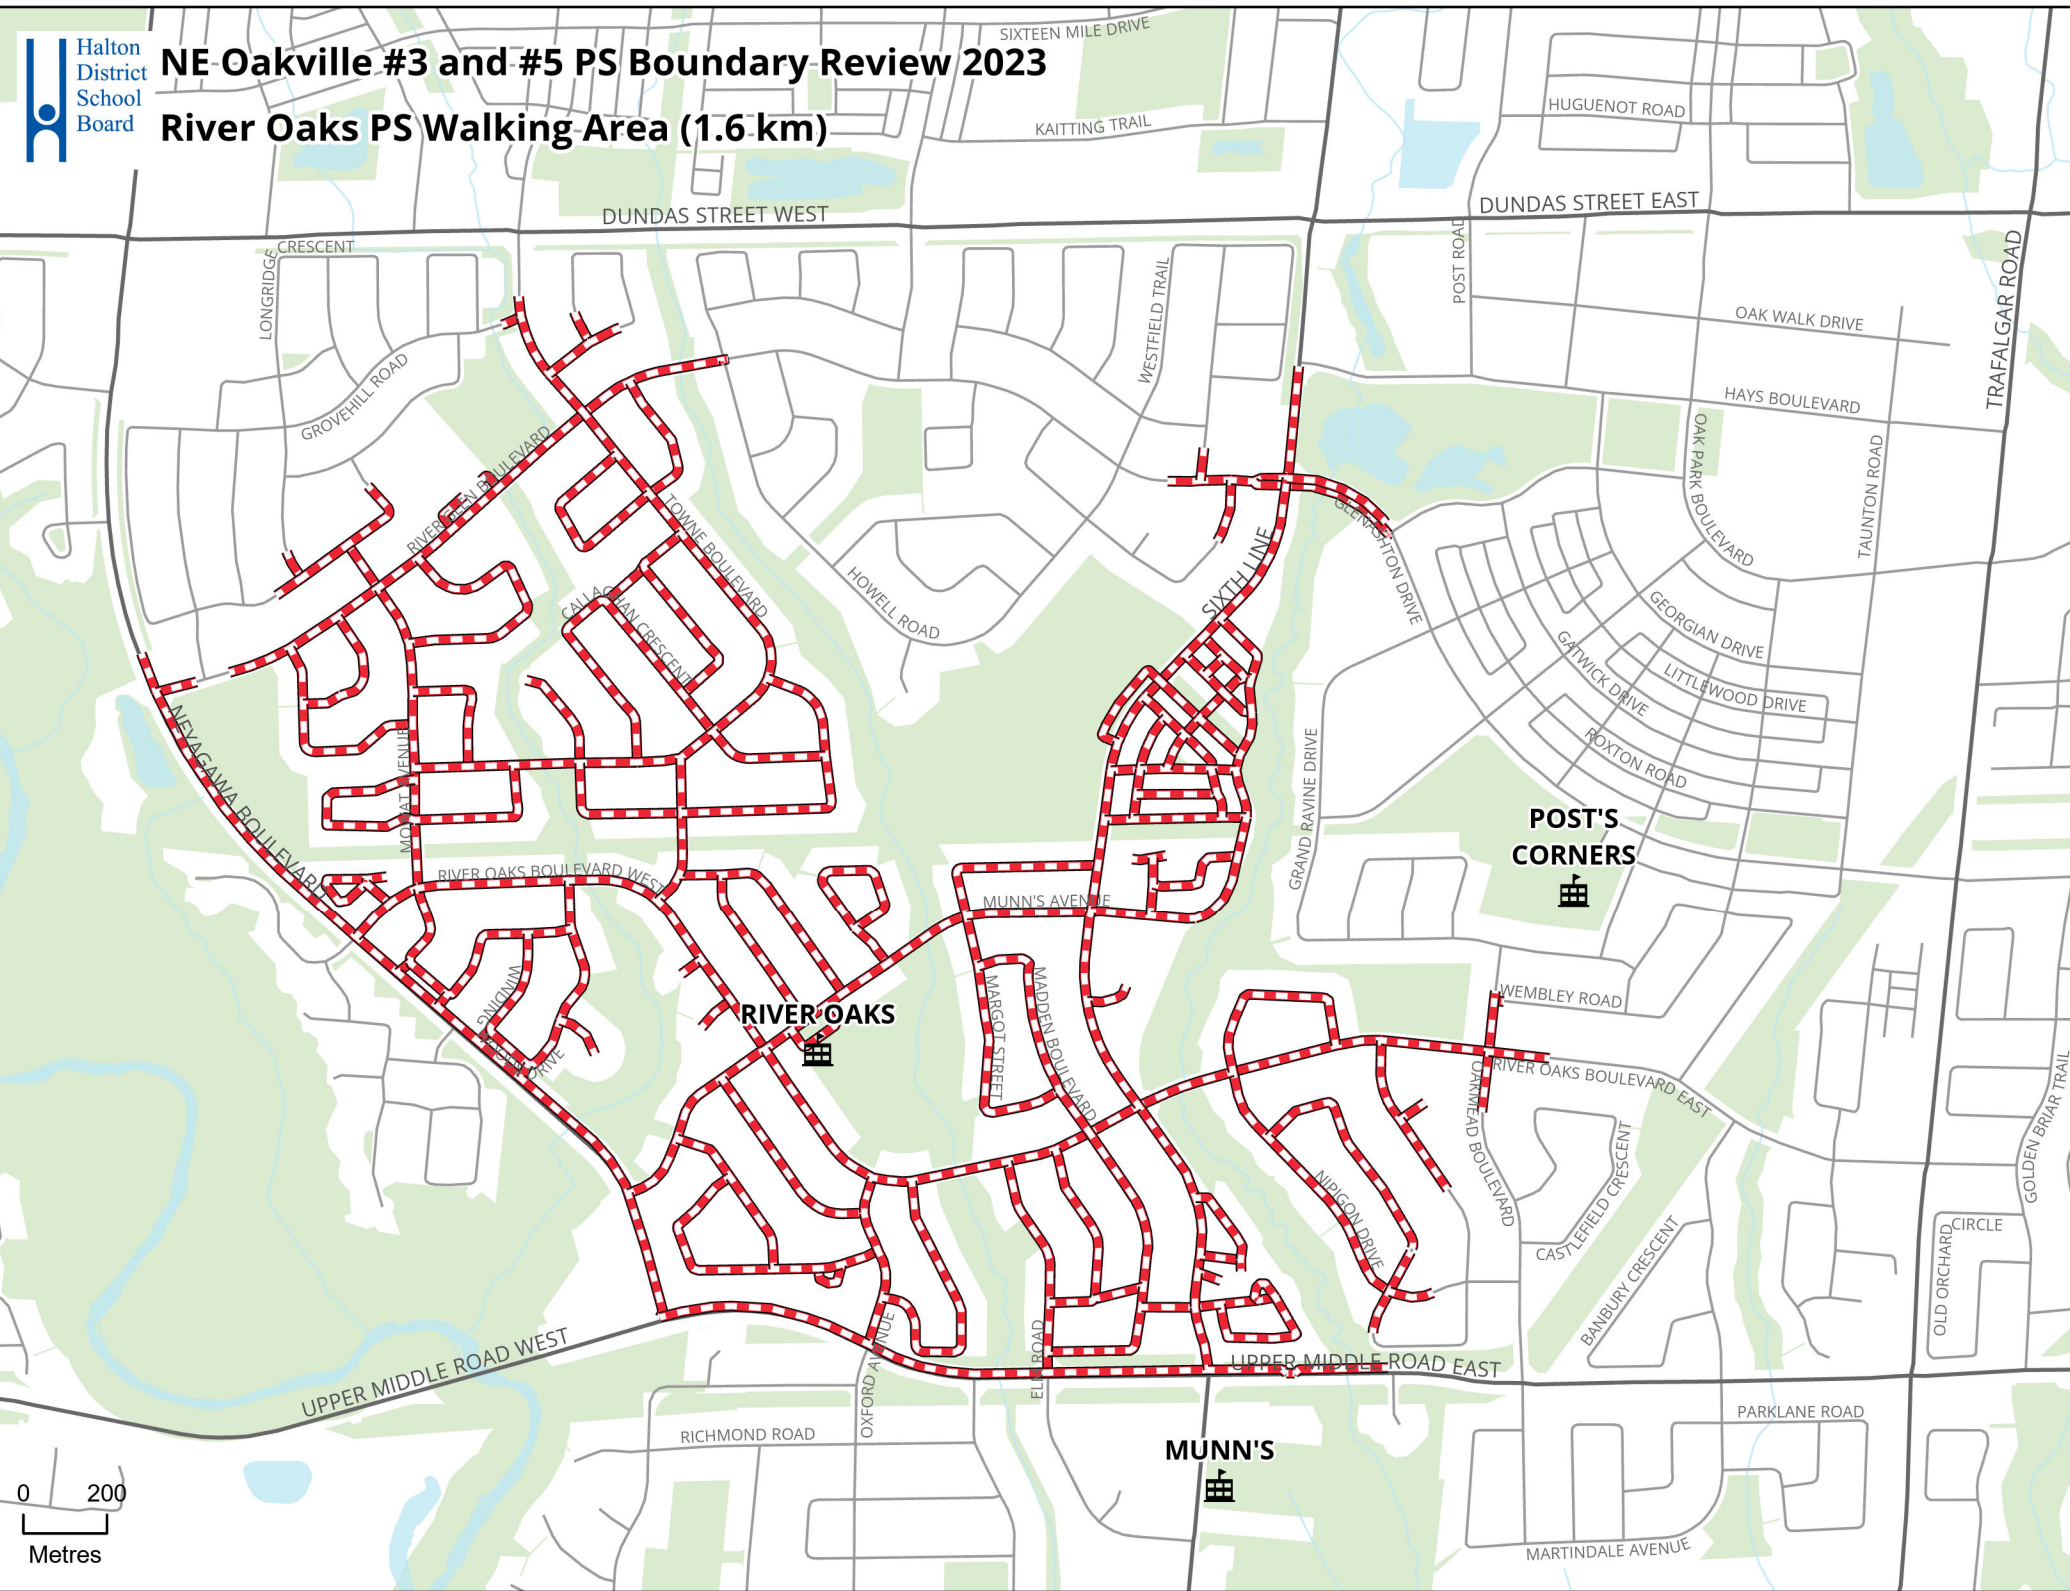 SIXTEEN MILE DRIVE
Halton
District
School
Board
NE Oakville #3 and #5 PS Boundary Review 2023
River Oaks PS Walking Area (1.6 km)
KAITTING TRAIL
HUGUENOT ROAD
DUNDAS STREET WEST
DUNDAS STREET EAST
LONGRIDGE
CRESCENT
POST ROAD
TRAFALGAR ROAD
WESTFIELD TRAIL
OAK WALK DRIVE
GROVEHILL ROAD
HAYS BOULEVARD
RIVER GLEN BOULEVARD
OAK PARK BOULEVARD
TAUNTON ROAD
TOWNE BOULEVARD
GLENASHTON DRIVE
SIXTH LINE
CALLAGHAN CRESCENT
HOWELL ROAD
GEORGIAN DRIVE
GATWICK DRIVE
LITTLEWOOD DRIVE
NEYAGAWA BOULEVARD
MOWAT AVENUE
GRAND RAVINE DRIVE
ROXTON ROAD
POST'S
CORNERS
RIVER OAKS BOULEVARD WEST
MUNN'S AVENUE
WINDING
WOODS DRIVE
RIVER OAKS
MARGOT STREET
MADDEN BOULEVARD
WEMBLEY ROAD
RIVER OAKS BOULEVARD EAST
OAKMEAD BOULEVARD
GOLDEN BRIAR TRAIL
NIPIGON DRIVE
CASTLEFIELD CRESCENT
BANBURY CRESCENT
OLD ORCHARD
CIRCLE
UPPER MIDDLE ROAD WEST
OXFORD AVENUE
ELM ROAD
UPPER MIDDLE ROAD EAST
RICHMOND ROAD
PARKLANE ROAD
MUNN'S
MARTINDALE AVENUE
0 200
Metres